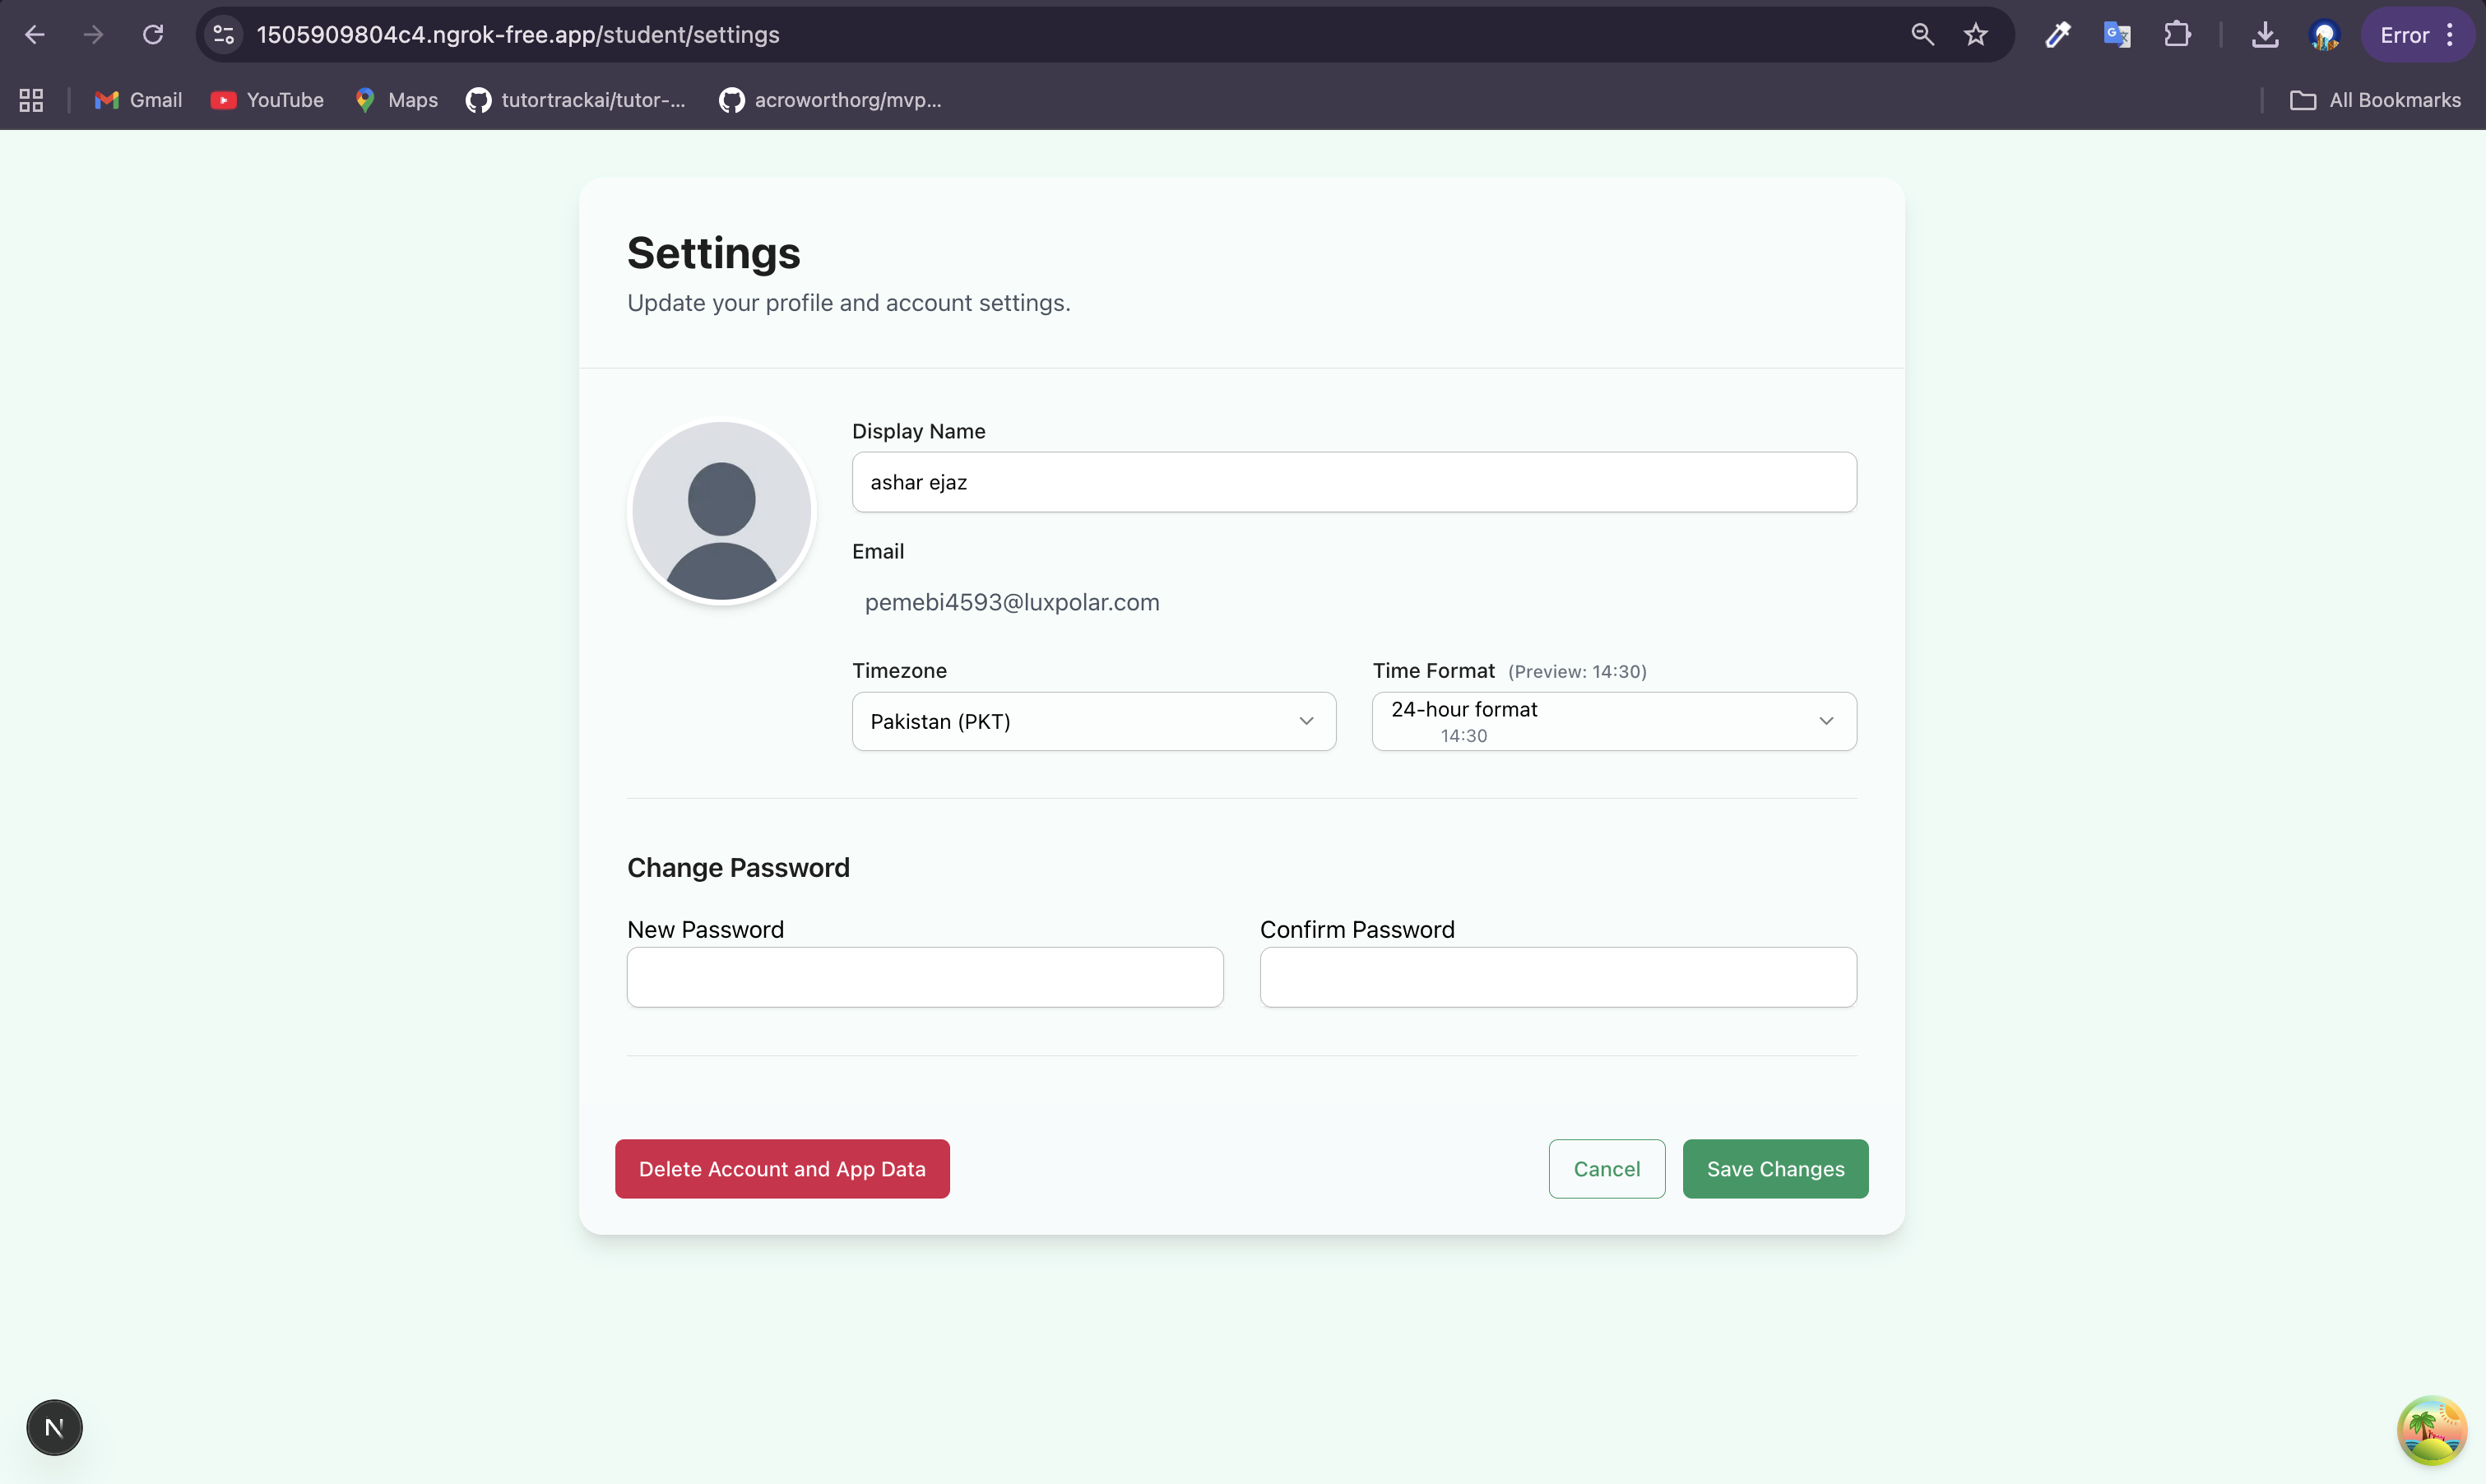 1505909804c4.ngrok-free.app/student/settings
Error
Gmail
YouTube
Maps
tutortrackai/tutor-...
acroworthorg/mvp...
All Bookmarks
Settings
Update your profile and account settings.
Display Name
ashar ejaz
Email
pemebi4593@luxpolar.com
Timezone
Time Format (Preview: 14:30)
Pakistan (PKT)
24-hour format
14:30
Change Password
New Password
Confirm Password
Delete Account and App Data
Cancel
Save Changes
N